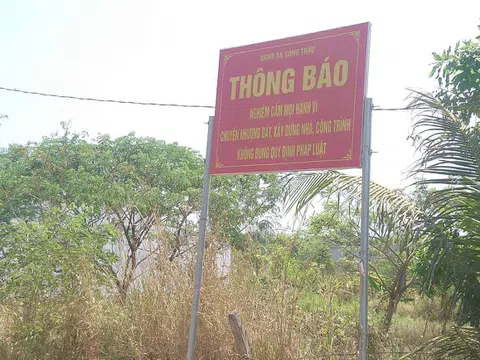 UBND XÃ SÔNG TRẦU
THÔNG BÁO
NGHIÊM CẤM MỌI HÀNH VI
CHUYỂN NHƯỢNG ĐẤT, XÂY DỰNG NHÀ, CÔNG TRÌNH
KHÔNG ĐÚNG QUY ĐỊNH PHÁP LUẬT